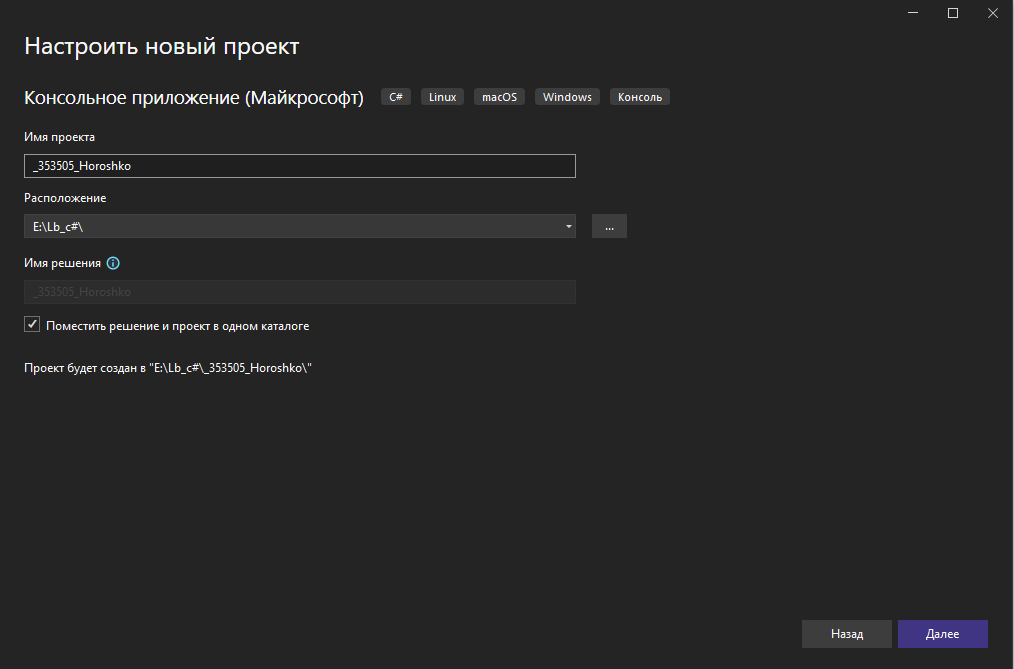 Настроить новый проект
Консольное приложение (Майкрософт) C# Linux macOS Windows Консоль
Имя проекта
_353505_Horoshko
Расположение
E:\Lb_c#\
...
Имя решения
_353505_Horoshko
Поместить решение и проект в одном каталоге
Проект будет создан в "E:\Lb_c#\_353505_Horoshko\"
Назад Далее